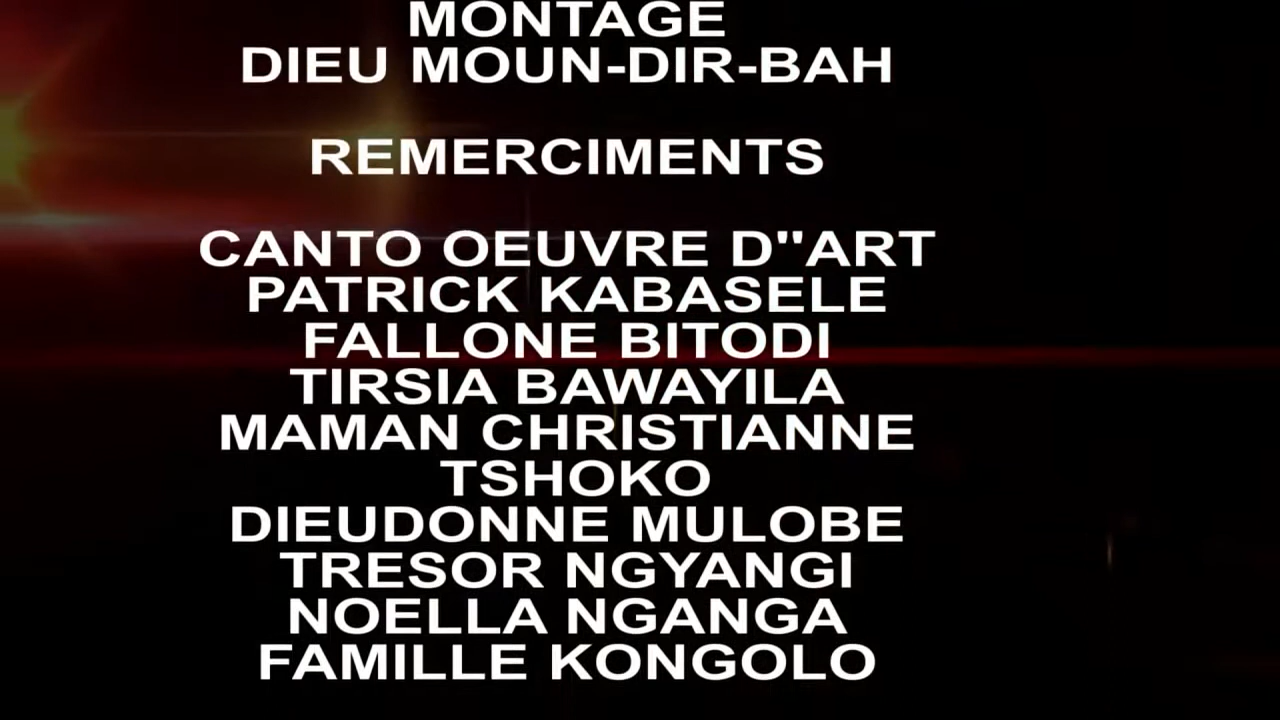 MONTAGE
DIEU MOUN-DIR-BAH
REMERCIMENTS
CANTO OEUVRE D"ART
PATRICK KABASELE
FALLONE BITODI
TIRSIA BAWAYILA
MAMAN CHRISTIANNE
TSHOKO
DIEUDONNE MULOBE
TRESOR NGYANGI
NOELLA NGANGA
FAMILLE KONGOLO